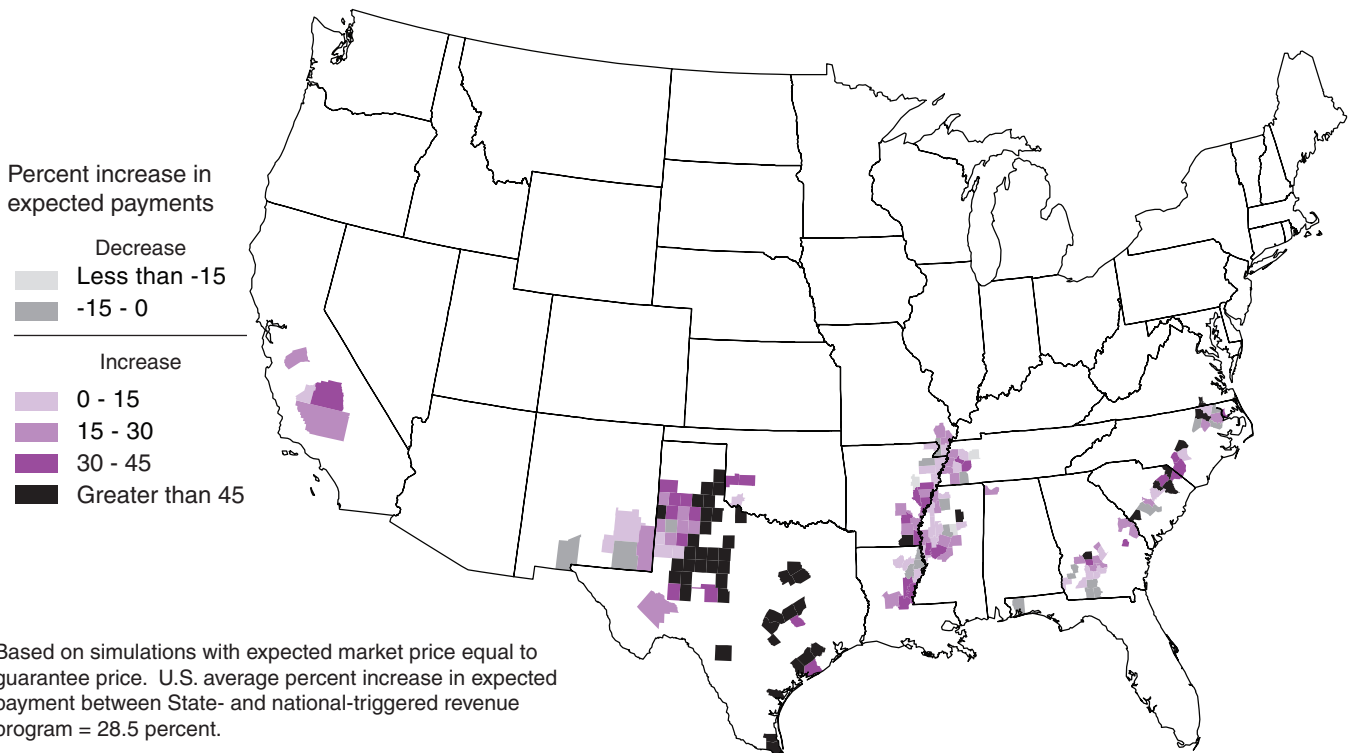 Percent increase in
expected payments
Decrease
Less than -15
-15 - 0
Increase
0 - 15
15 - 30
30 - 45
Greater than 45
Based on simulations with expected market price equal to
guarantee price.  U.S. average percent increase in expected
payment between State- and national-triggered revenue
program = 28.5 percent.